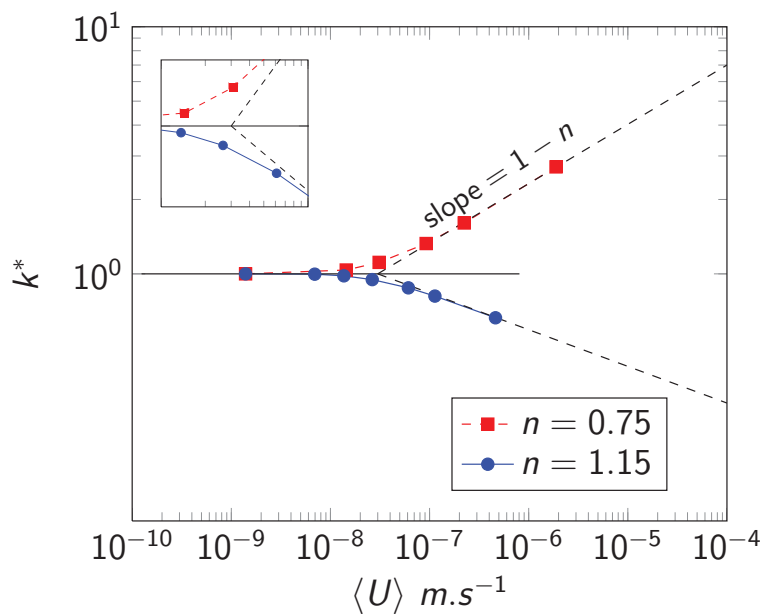 10^1
10^0
k*
slope = 1 − n
n = 0.75
n = 1.15
10^−10 10^−9 10^−8 10^−7 10^−6 10^−5 10^−4
⟨U⟩ m.s^−1